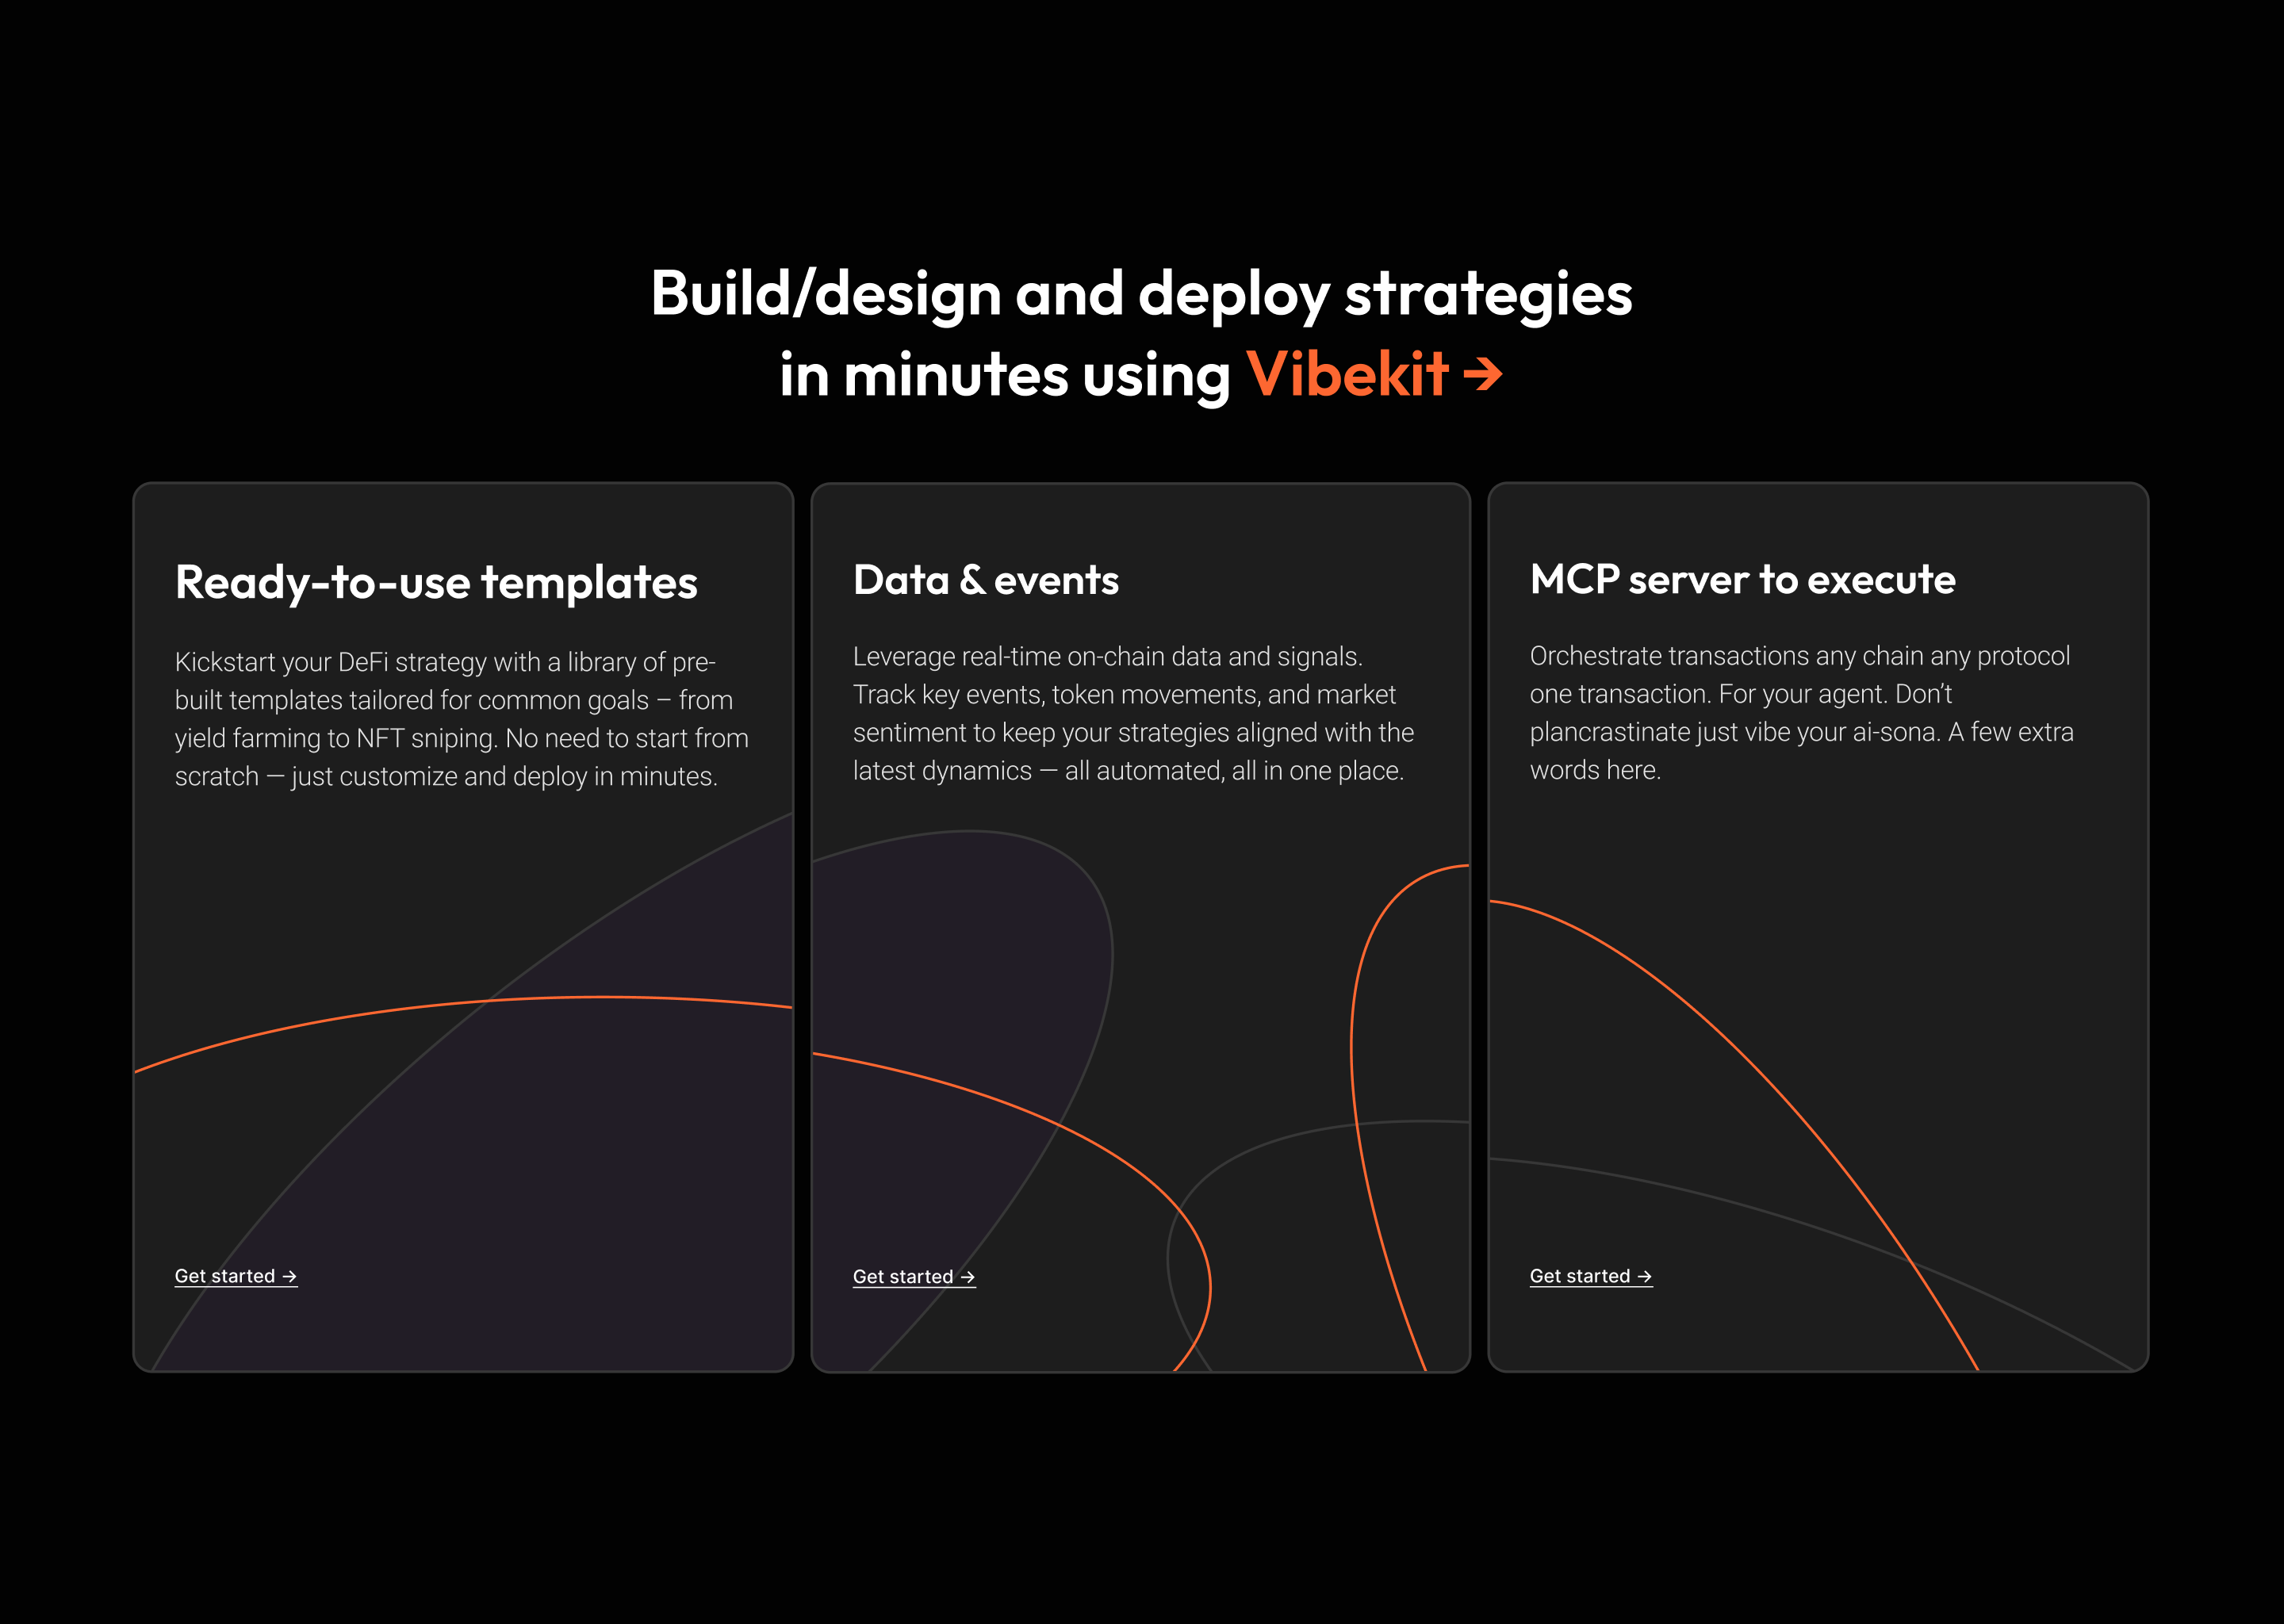 Build/design and deploy strategies
in minutes using Vibekit →
Ready-to-use templates
Kickstart your DeFi strategy with a library of pre-
built templates tailored for common goals – from
yield farming to NFT sniping. No need to start from
scratch — just customize and deploy in minutes.
Get started →
Data & events
Leverage real-time on-chain data and signals.
Track key events, token movements, and market
sentiment to keep your strategies aligned with the
latest dynamics — all automated, all in one place.
Get started →
MCP server to execute
Orchestrate transactions any chain any protocol
one transaction. For your agent. Don’t
plancrastinate just vibe your ai-sona. A few extra
words here.
Get started →